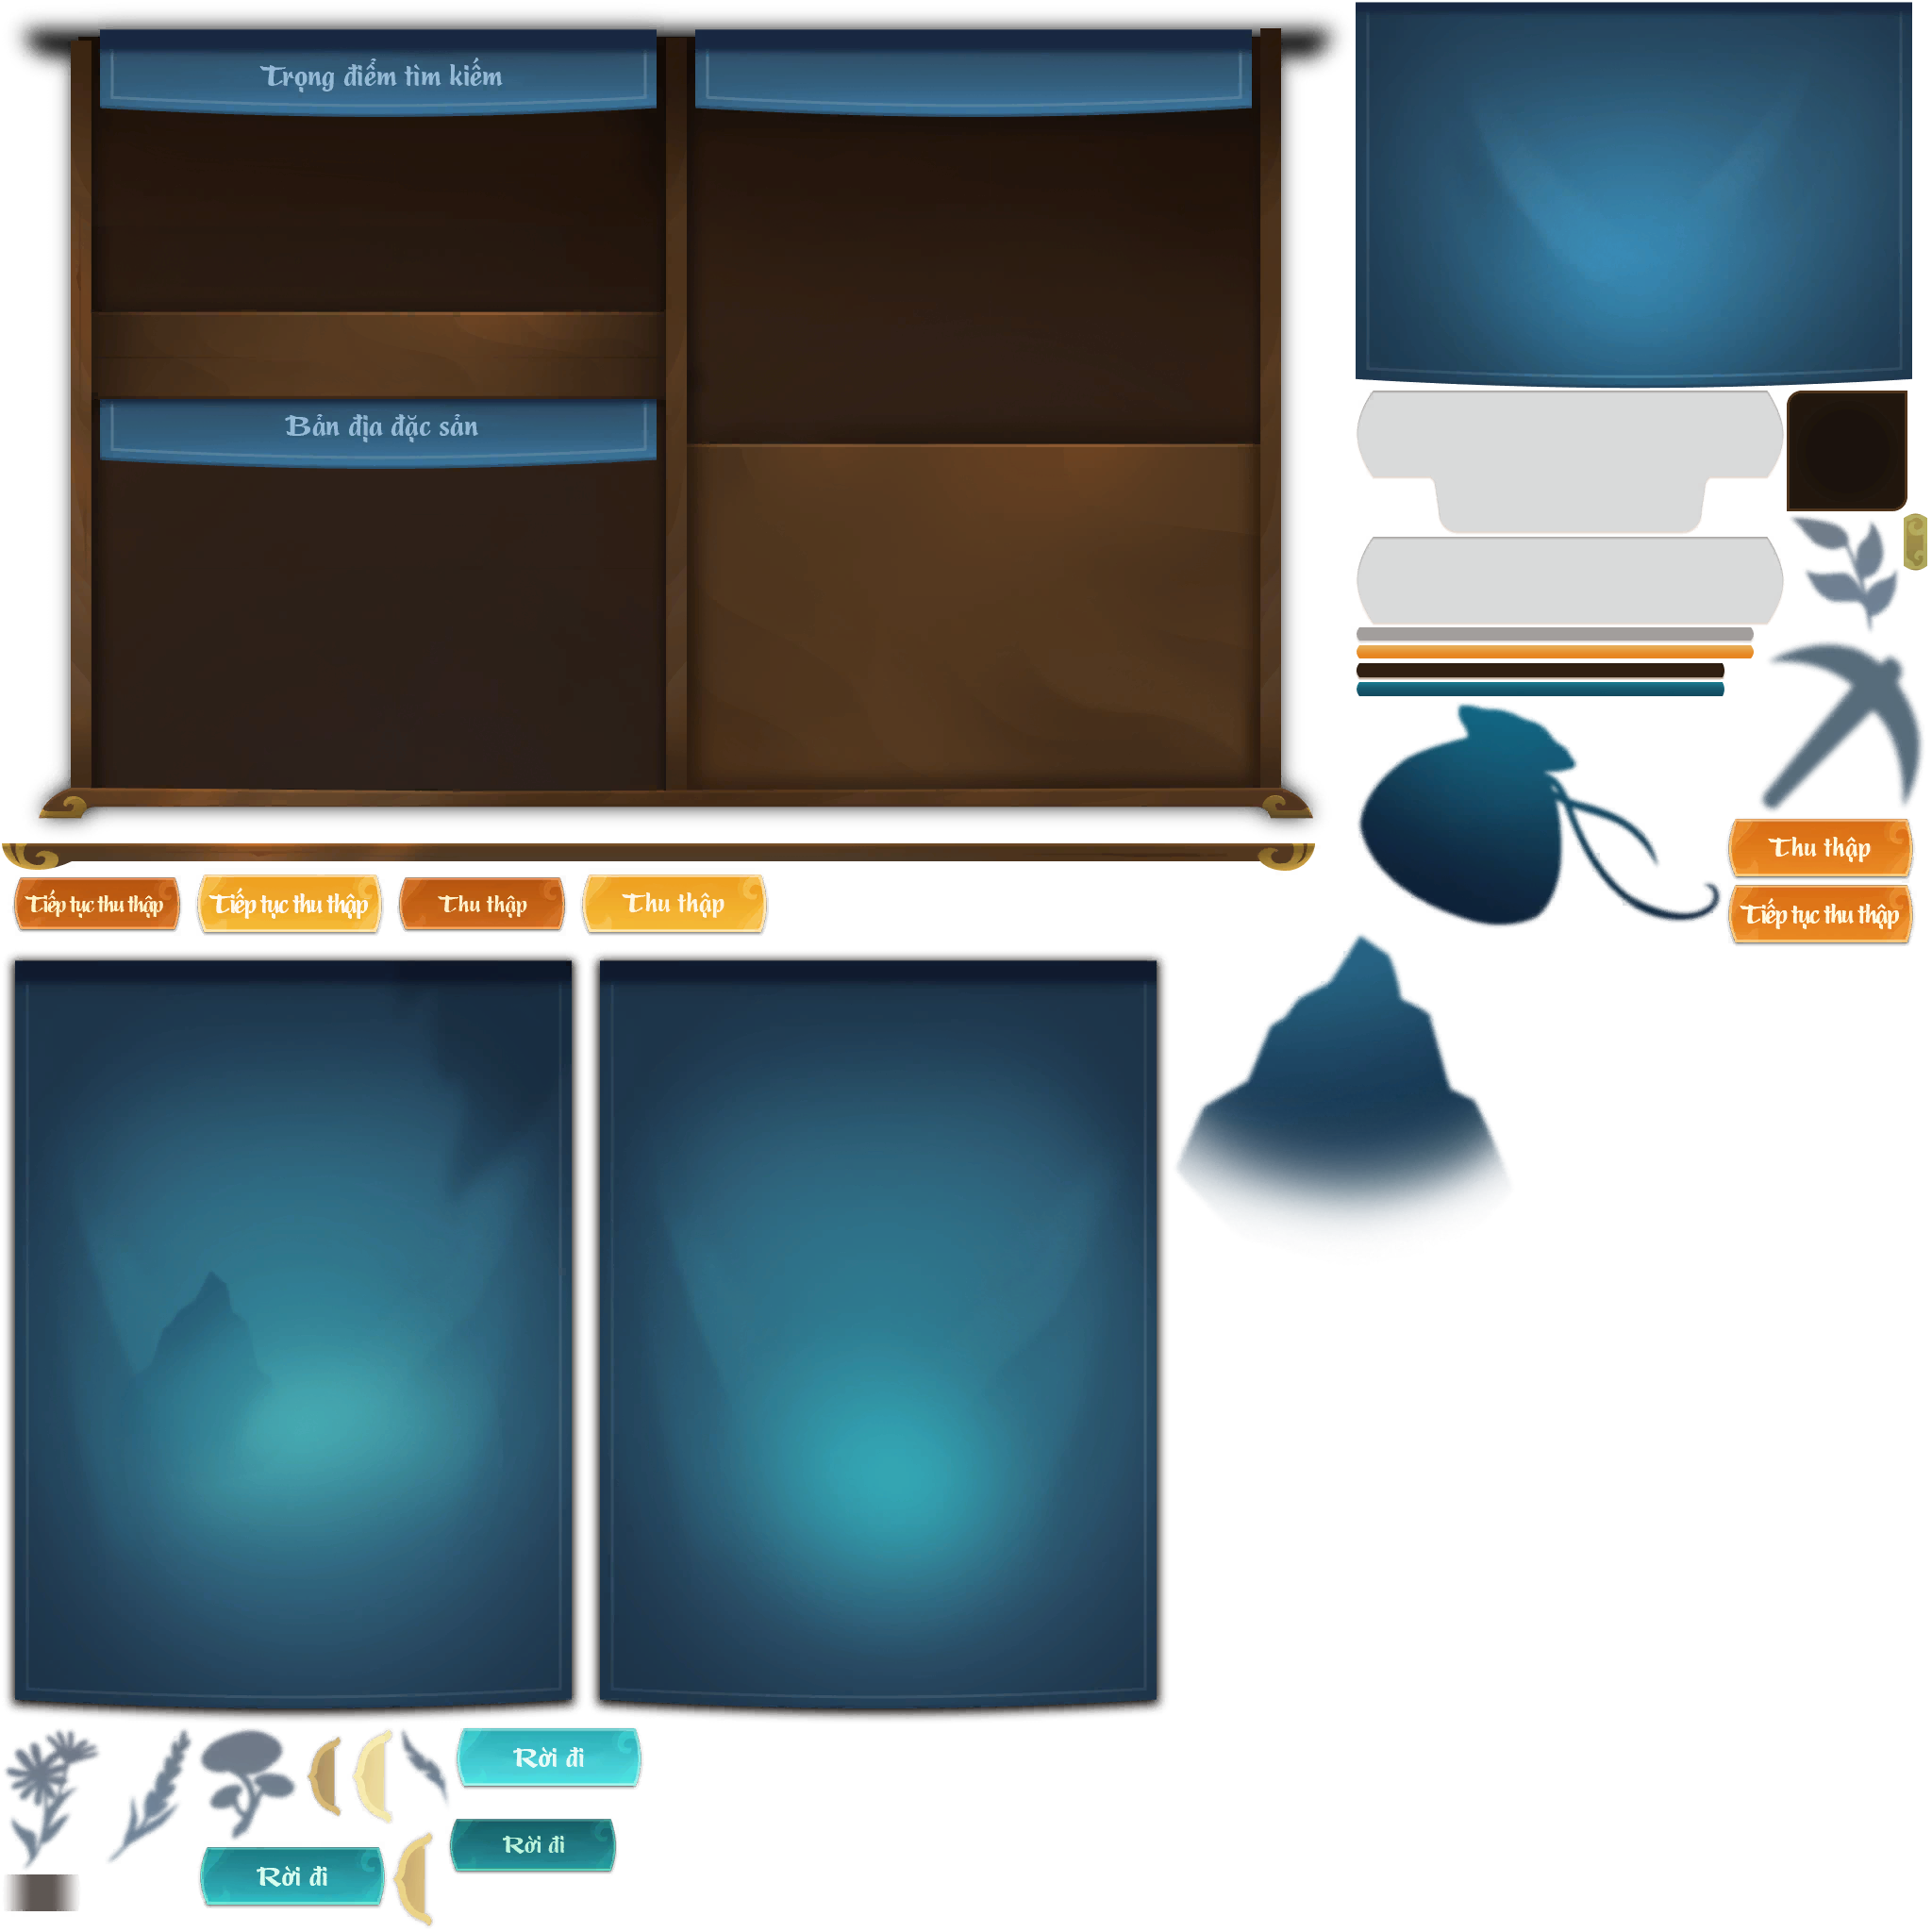 Trọng điểm tìm kiếm
Bản địa đặc sản
Thu thập
Tiếp tục thu thập
Tiếp tục thu thập
Tiếp tục thu thập
Thu thập
Thu thập
Rời đi
Rời đi
Rời đi